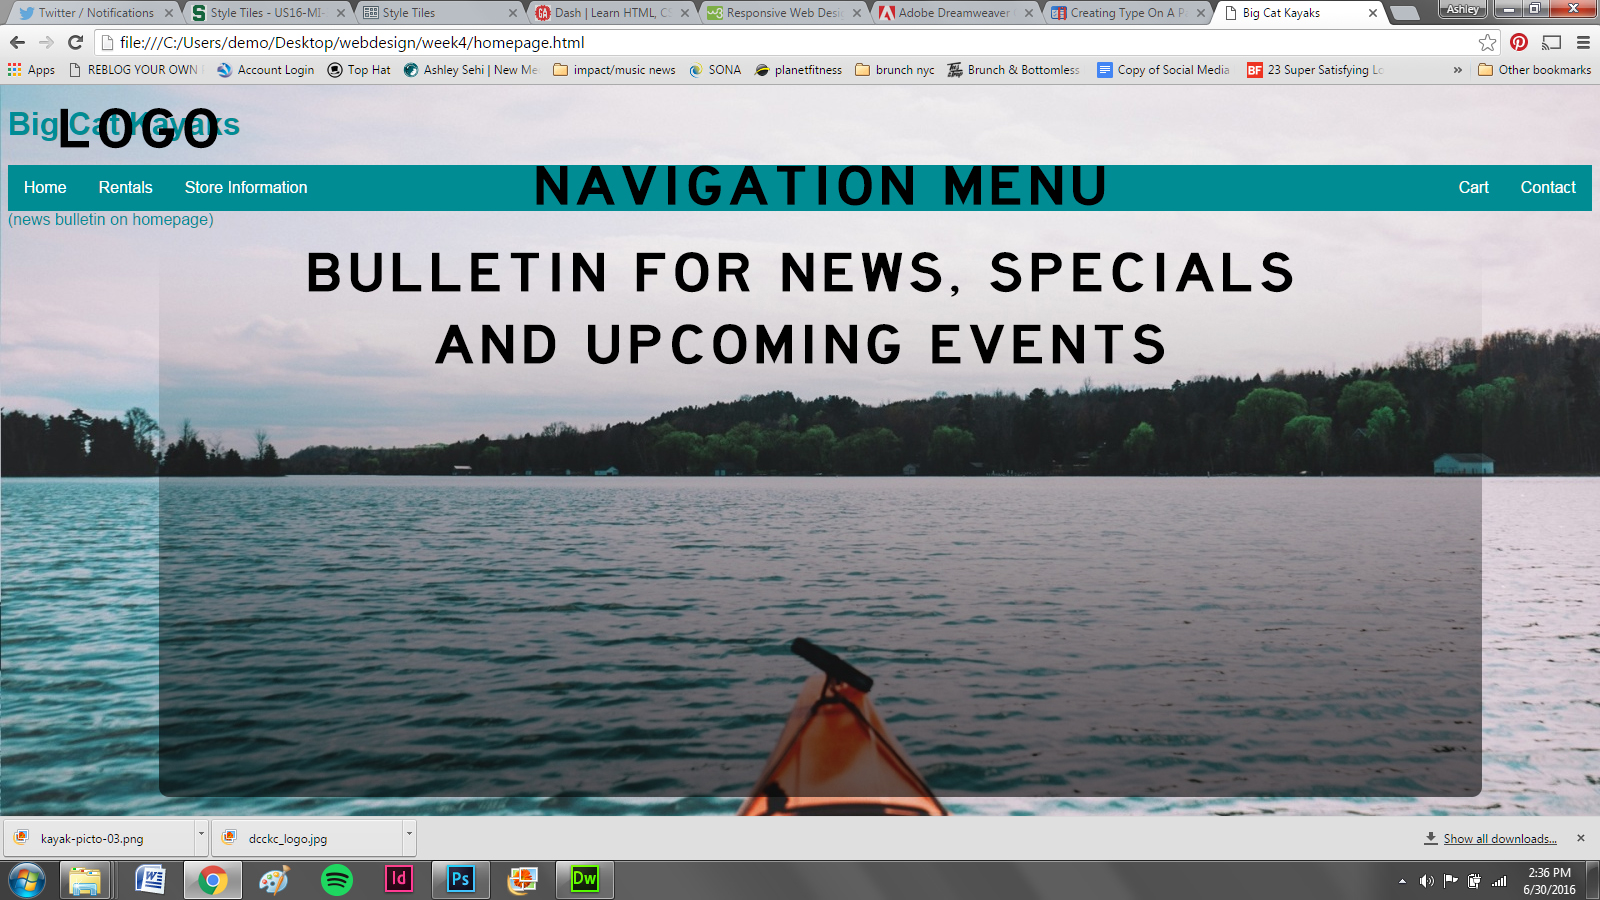 Twitter / Notifications
Style Tiles - US16-MI-
Style Tiles
Dash | Learn HTML, CS
Responsive Web Desi
Adobe Dreamweaver
Creating Type On A P
Big Cat Kayaks
Ashley
file:///C:/Users/demo/Desktop/webdesign/week4/homepage.html
Apps
REBLOG YOUR OWN
Account Login
Top Hat
Ashley Sehi | New Me
impact/music news
SONA
planetfitness
brunch nyc
Brunch & Bottomless
Copy of Social Media
BF
23 Super Satisfying Lo
»
Other bookmarks
Big Cat Kayaks
LOGO
Home
Rentals
Store Information
NAVIGATION MENU
Cart
Contact
(news bulletin on homepage)
BULLETIN FOR NEWS, SPECIALS
AND UPCOMING EVENTS
kayak-picto-03.png
dcckc_logo.jpg
Show all downloads...
W
Id
Ps
Dw
2:36 PM
6/30/2016